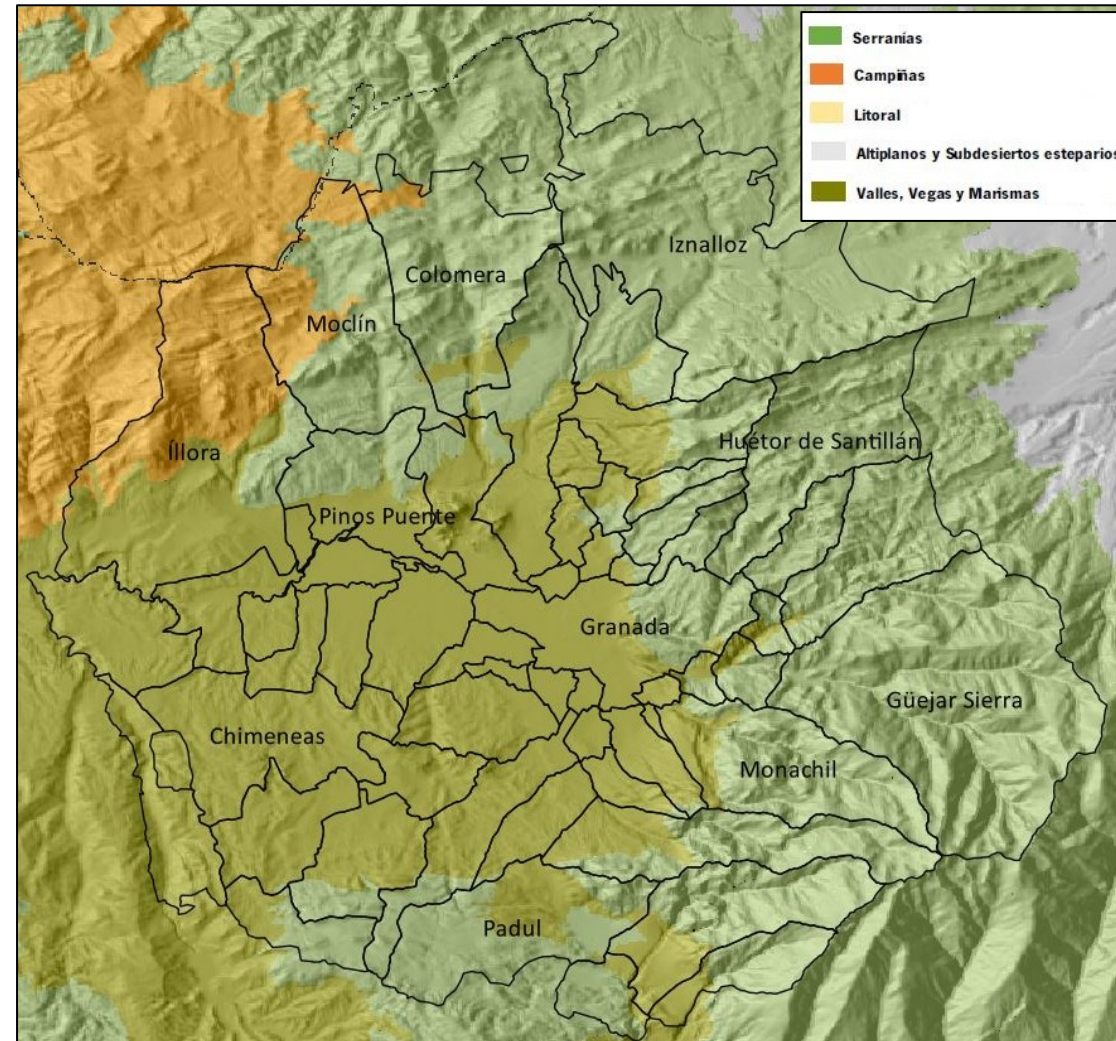 Serranías
Campiñas
Litoral
Altiplanos y Subdesiertos esteparios
Valles, Vegas y Marismas
Iznalloz
Colomera
Moclín
Huétor de Santillán
Íllora
Pinos Puente
Granada
Güejar Sierra
Chimeneas
Monachil
Padul